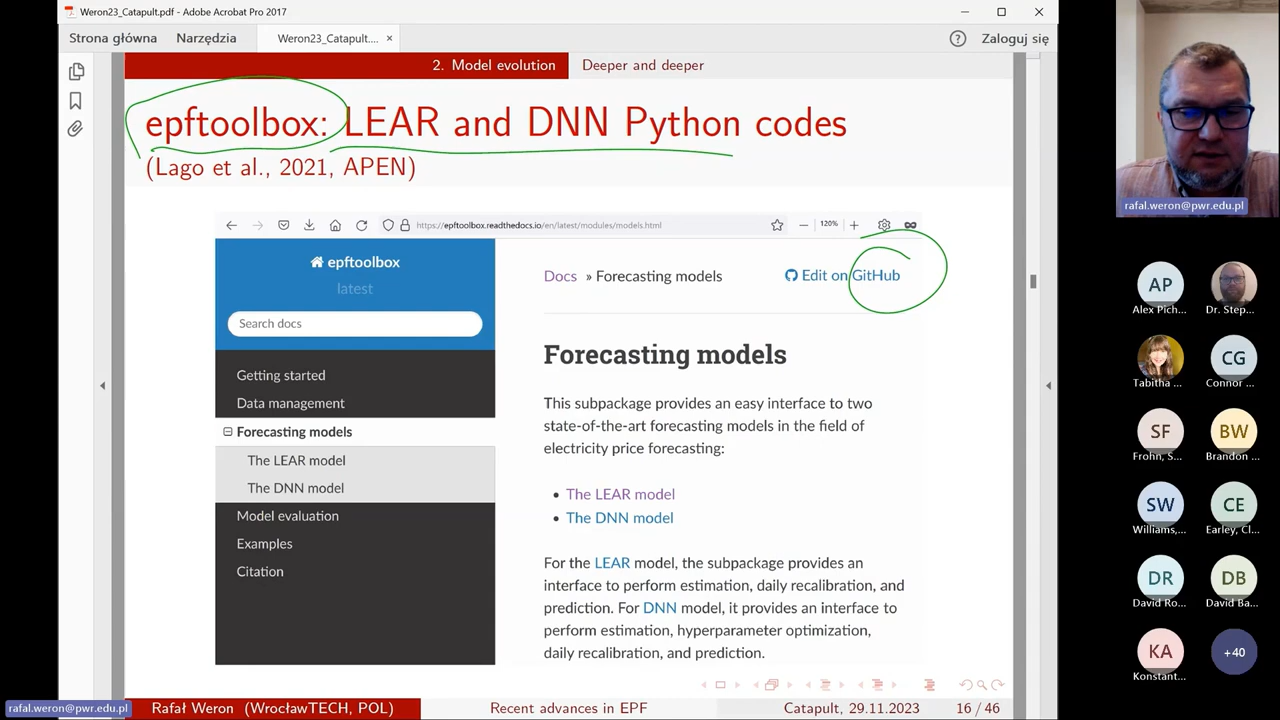 Weron23_Catapult.pdf - Adobe Acrobat Pro 2017
Strona główna
Narzędzia
Weron23_Catapult....
Zaloguj się
2. Model evolution
Deeper and deeper
epftoolbox: LEAR and DNN Python codes
(Lago et al., 2021, APEN)
https://epftoolbox.readthedocs.io/en/latest/modules/models.html
120%
epftoolbox
latest
Search docs
Getting started
Data management
Forecasting models
The LEAR model
The DNN model
Model evaluation
Examples
Citation
Docs » Forecasting models
Edit on GitHub
Forecasting models
This subpackage provides an easy interface to two
state-of-the-art forecasting models in the field of
electricity price forecasting:
• The LEAR model
• The DNN model
For the LEAR model, the subpackage provides an
interface to perform estimation, daily recalibration, and
prediction. For DNN model, it provides an interface to
perform estimation, hyperparameter optimization,
daily recalibration, and prediction.
Rafał Weron (WrocławTECH, POL)
Recent advances in EPF
Catapult, 29.11.2023
16 / 46
rafal.weron@pwr.edu.pl
rafal.weron@pwr.edu.pl
AP
Alex Pich...
Dr. Step...
Tabitha ...
CG
Connor ...
SF
Frohn, S...
BW
Brandon ...
SW
Williams,...
CE
Earley, Cl...
DR
David Ro...
DB
David Ba...
KA
Konstant...
+40